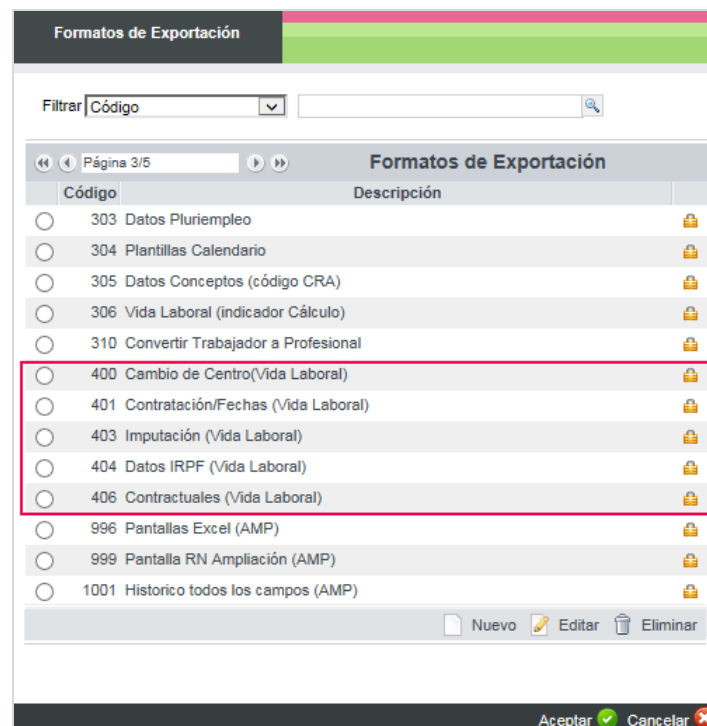 Formatos de Exportación
Filtrar Código
Página 3/5 Formatos de Exportación
Código Descripción
303 Datos Pluriempleo
304 Plantillas Calendario
305 Datos Conceptos (código CRA)
306 Vida Laboral (indicador Cálculo)
310 Convertir Trabajador a Profesional
400 Cambio de Centro(Vida Laboral)
401 Contratación/Fechas (Vida Laboral)
403 Imputación (Vida Laboral)
404 Datos IRPF (Vida Laboral)
406 Contractuales (Vida Laboral)
996 Pantallas Excel (AMP)
999 Pantalla RN Ampliación (AMP)
1001 Historico todos los campos (AMP)
Nuevo Editar Eliminar
Aceptar Cancelar